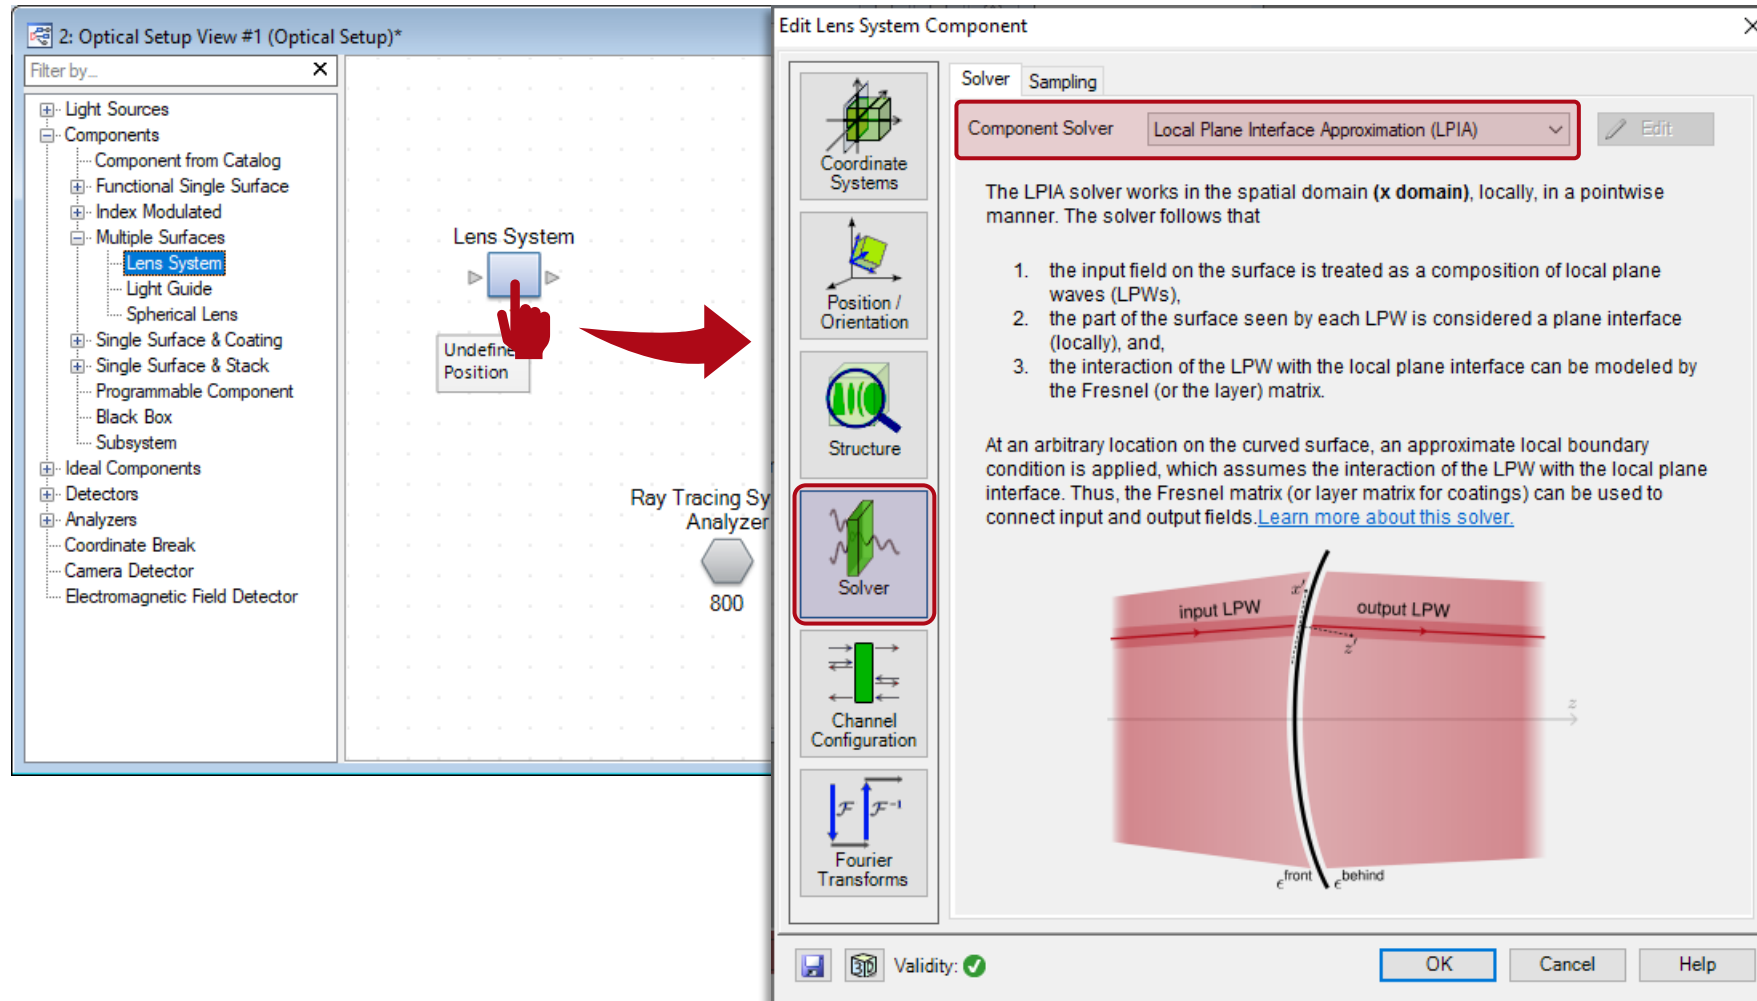 2: Optical Setup View #1 (Optical Setup)*
Filter by...
Light Sources
Components
Component from Catalog
Functional Single Surface
Index Modulated
Multiple Surfaces
Lens System
Light Guide
Spherical Lens
Single Surface & Coating
Single Surface & Stack
Programmable Component
Black Box
Subsystem
Ideal Components
Detectors
Analyzers
Coordinate Break
Camera Detector
Electromagnetic Field Detector
Lens System
Undefine
Position
Ray Tracing Sy
Analyzer
800
Edit Lens System Component
Coordinate
Systems
Position /
Orientation
Structure
Solver
Channel
Configuration
ℱ ℱ⁻¹
Fourier
Transforms
Solver Sampling
Component Solver Local Plane Interface Approximation (LPIA) Edit
The LPIA solver works in the spatial domain (x domain), locally, in a pointwise
manner. The solver follows that
1. the input field on the surface is treated as a composition of local plane
waves (LPWs),
2. the part of the surface seen by each LPW is considered a plane interface
(locally), and,
3. the interaction of the LPW with the local plane interface can be modeled by
the Fresnel (or the layer) matrix.
At an arbitrary location on the curved surface, an approximate local boundary
condition is applied, which assumes the interaction of the LPW with the local plane
interface. Thus, the Fresnel matrix (or layer matrix for coatings) can be used to
connect input and output fields.Learn more about this solver.
x'
input LPW output LPW
z'
z
ϵfront ϵbehind
3D Validity: OK Cancel Help